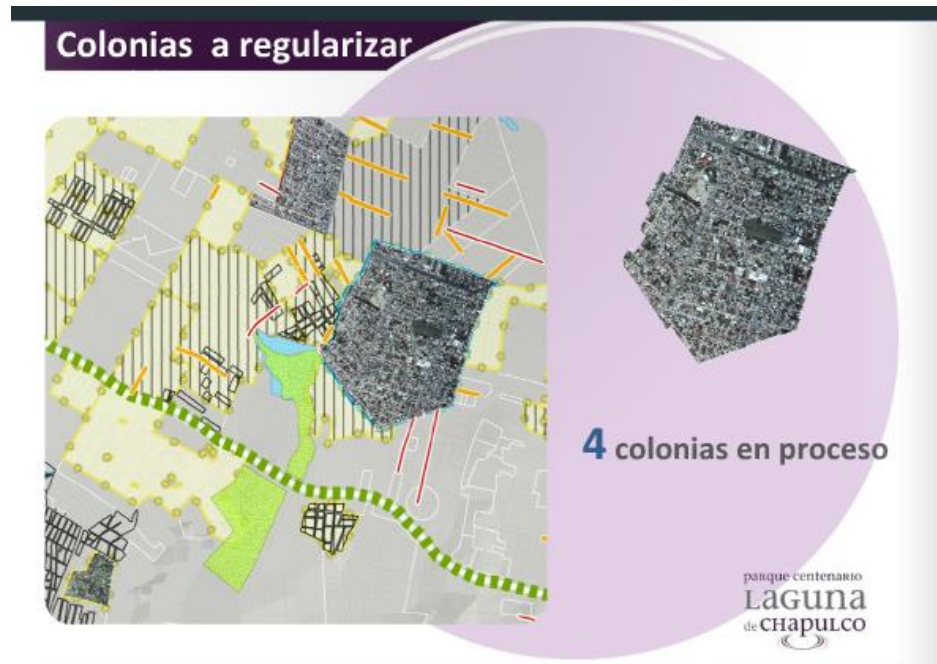 Colonias a regularizar
4 colonias en proceso
parque centenario
Laguna
de CHAPULCO